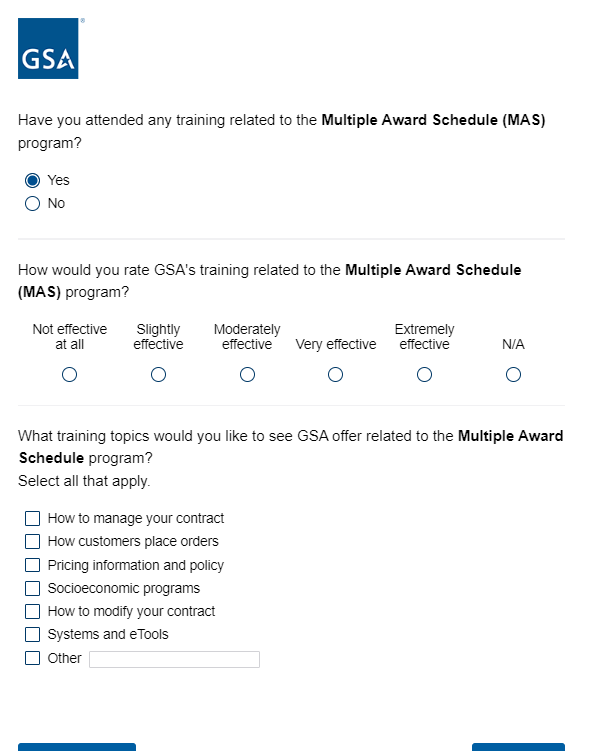 GSA
Have you attended any training related to the Multiple Award Schedule (MAS)
program?
Yes
No
How would you rate GSA's training related to the Multiple Award Schedule
(MAS) program?
Not effective at all
Slightly effective
Moderately effective
Very effective
Extremely effective
N/A
What training topics would you like to see GSA offer related to the Multiple Award
Schedule program?
Select all that apply.
How to manage your contract
How customers place orders
Pricing information and policy
Socioeconomic programs
How to modify your contract
Systems and eTools
Other